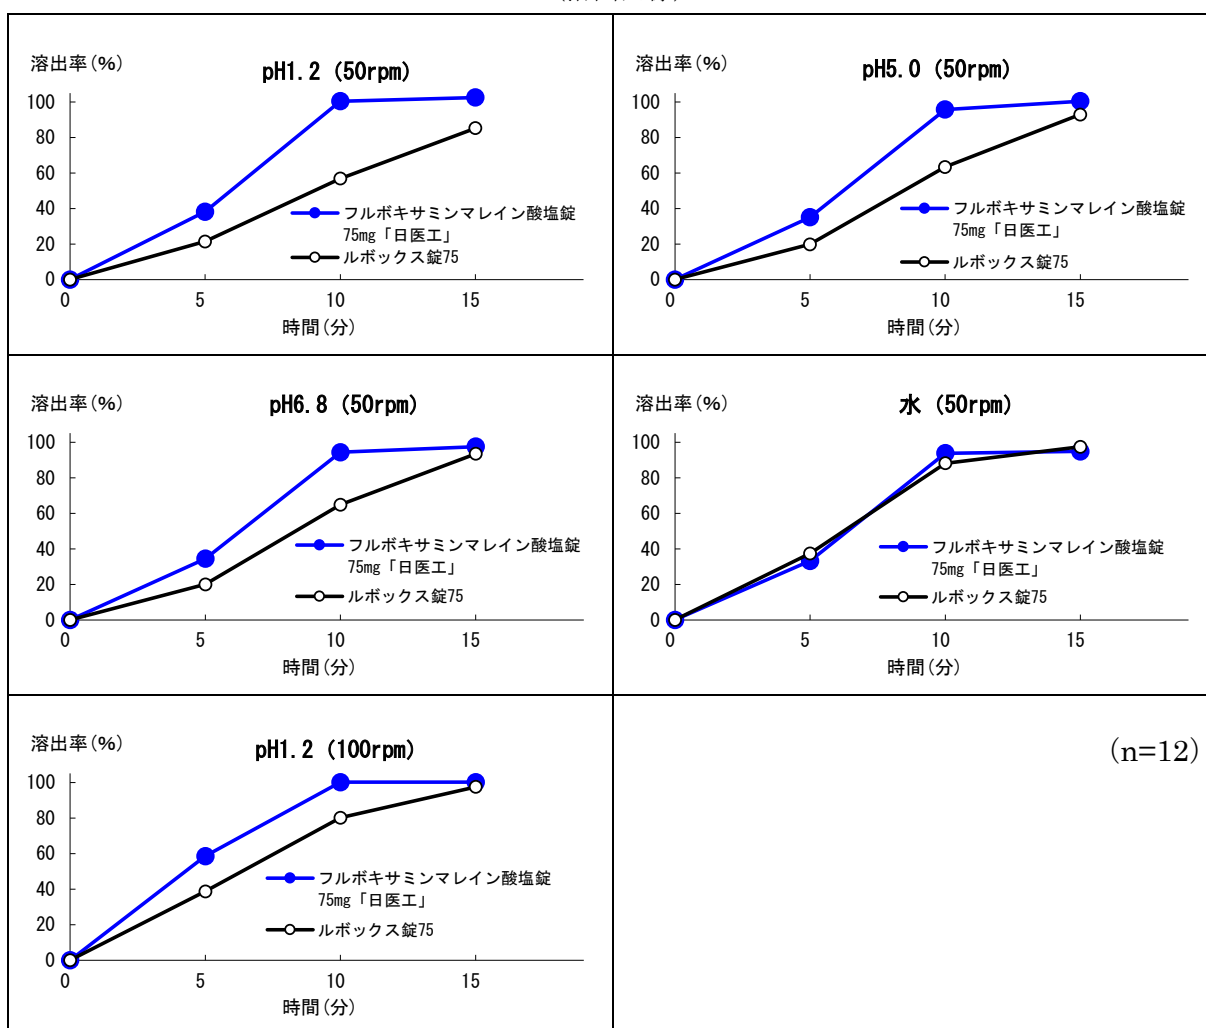 溶出率(%)
pH1.2 (50rpm)
100
80
60
40
20
0
フルボキサミンマレイン酸塩錠
75mg「日医工」
ルボックス錠75
0 5 10 15
時間(分)
溶出率(%)
pH5.0 (50rpm)
100
80
60
40
20
0
フルボキサミンマレイン酸塩錠
75mg「日医工」
ルボックス錠75
0 5 10 15
時間(分)
溶出率(%)
pH6.8 (50rpm)
100
80
60
40
20
0
フルボキサミンマレイン酸塩錠
75mg「日医工」
ルボックス錠75
0 5 10 15
時間(分)
溶出率(%)
水 (50rpm)
100
80
60
40
20
0
フルボキサミンマレイン酸塩錠
75mg「日医工」
ルボックス錠75
0 5 10 15
時間(分)
溶出率(%)
pH1.2 (100rpm)
100
80
60
40
20
0
フルボキサミンマレイン酸塩錠
75mg「日医工」
ルボックス錠75
0 5 10 15
時間(分)
(n=12)